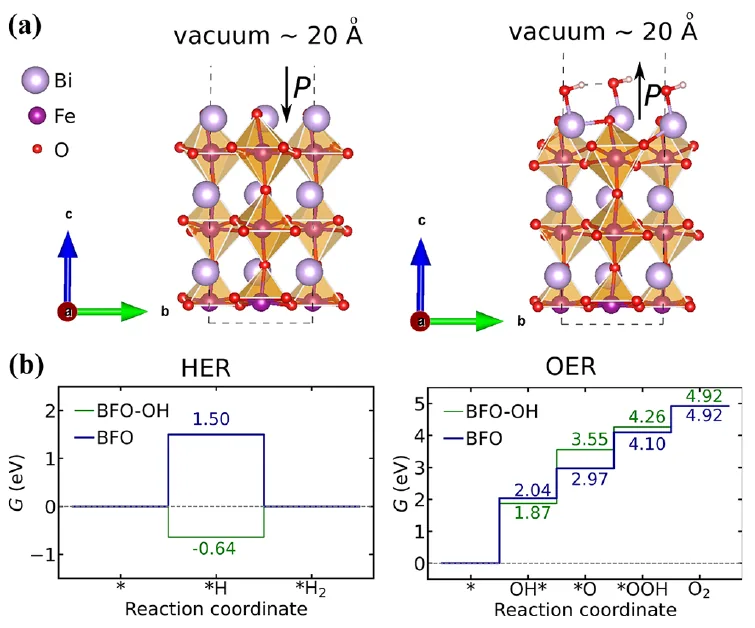 (a)
vacuum ~ 20 Å
vacuum ~ 20 Å
P
P
Bi
Fe
O
c
a
b
c
a
b
(b)
HER
G (eV)
2
1
0
−1
BFO-OH
BFO
1.50
-0.64
*
*H
*H₂
Reaction coordinate
OER
G (eV)
5
4
3
2
1
0
BFO-OH
BFO
2.04
1.87
3.55
2.97
4.26
4.10
4.92
4.92
*
OH*
*O
*OOH
O₂
Reaction coordinate